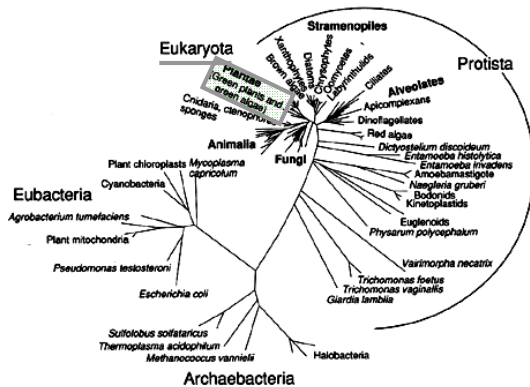 Stramenopiles
Eukaryota
Protista
Xanthophytes
Brown algae
Diatoms
Chrysophytes
Oomycetes
Labyrinthulids
Ciliates
Plantae
(Green plants and
green algae)
Alveolates
Apicomplexans
Cnidaria, ctenophores
sponges
Dinoflagellates
Red algae
Animalia
Fungi
Dictyostelium discoideum
Entamoeba histolytica
Entamoeba invadens
Amoebamastigote
Naegleria gruberi
Bodonids
Kinetoplastids
Euglenoids
Physarum polycephalum
Vairimorpha necatrix
Trichomonas foetus
Trichomonas vaginallis
Giardia lamblia
Plant chloroplasts
Mycoplasma
capricolum
Cyanobacteria
Eubacteria
Agrobacterium tumefaciens
Plant mitochondria
Pseudomonas testosteroni
Escherichia coli
Sulfolobus solfataricus
Thermoplasma acidophilum
Methanococcus vannielii
Halobacteria
Archaebacteria